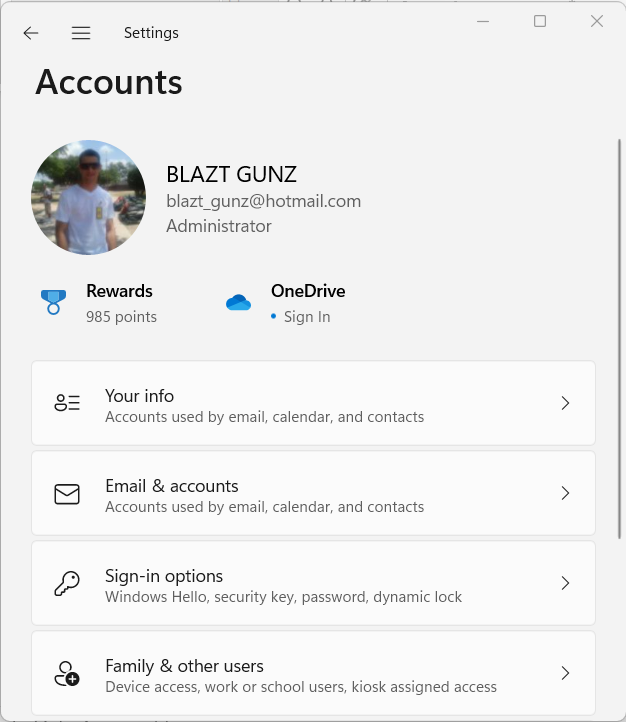 Settings
Accounts
BLAZT GUNZ
blazt_gunz@hotmail.com
Administrator
Rewards
985 points
OneDrive
• Sign In
Your info
Accounts used by email, calendar, and contacts
Email & accounts
Accounts used by email, calendar, and contacts
Sign-in options
Windows Hello, security key, password, dynamic lock
Family & other users
Device access, work or school users, kiosk assigned access